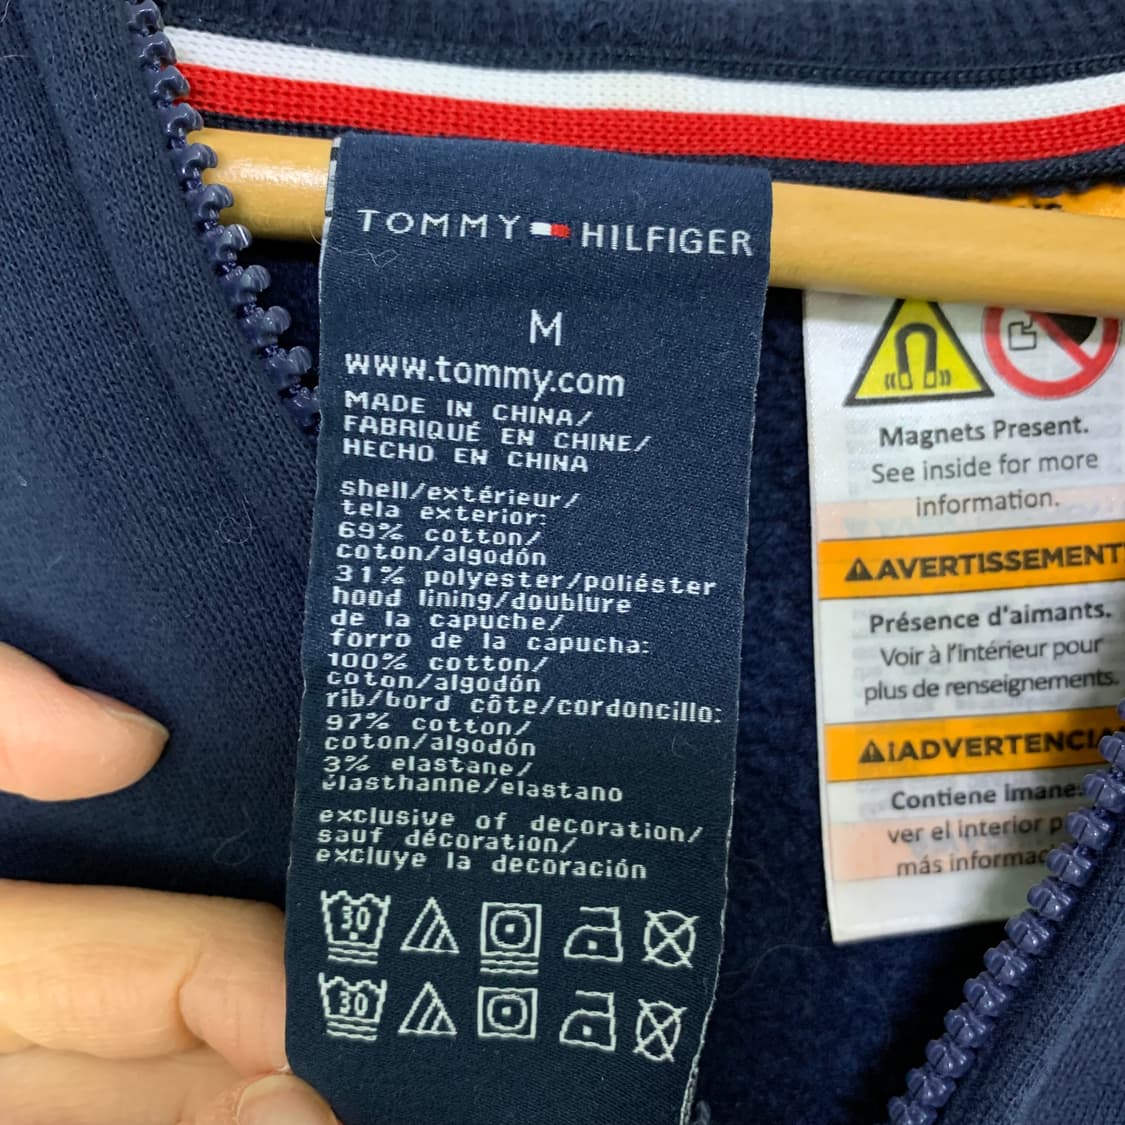 TOMMY HILFIGER
M
www.tommy.com
MADE IN CHINA/
FABRIQUÉ EN CHINE/
HECHO EN CHINA
shell/extérieur/
tela exterior:
69% cotton/
coton/algodón
31% polyester/poliéster
hood lining/doublure
de la capuche/
forro de la capucha:
100% cotton/
coton/algodón
rib/bord côte/cordoncillo:
97% cotton/
coton/algodón
3% elastane/
élasthanne/elastano
exclusive of decoration/
sauf décoration/
excluye la decoración
30
30
Magnets Present.
See inside for more
information.
AVERTISSEMENT
Présence d'aimants.
Voir à l'intérieur pour
plus de renseignements.
¡ADVERTENCIA
Contiene imanes
ver el interior p
más informac